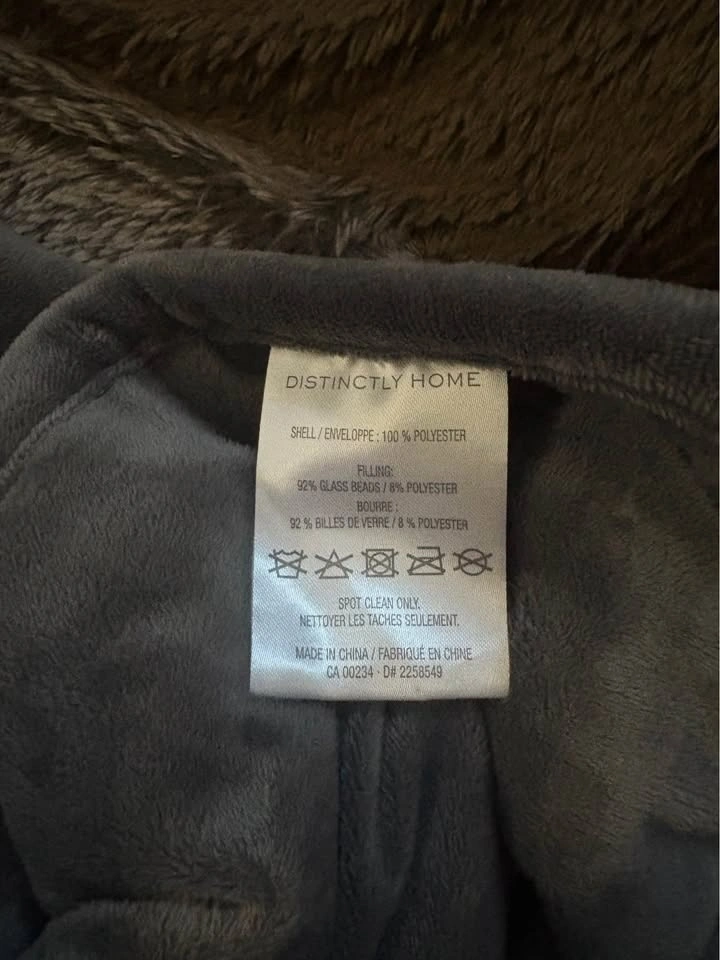 DISTINCTLY HOME
SHELL / ENVELOPPE : 100 % POLYESTER
FILLING:
92% GLASS BEADS / 8% POLYESTER
BOURRE :
92 % BILLES DE VERRE / 8 % POLYESTER
SPOT CLEAN ONLY.
NETTOYER LES TACHES SEULEMENT.
MADE IN CHINA / FABRIQUÉ EN CHINE
CA 00234 - D# 2258549